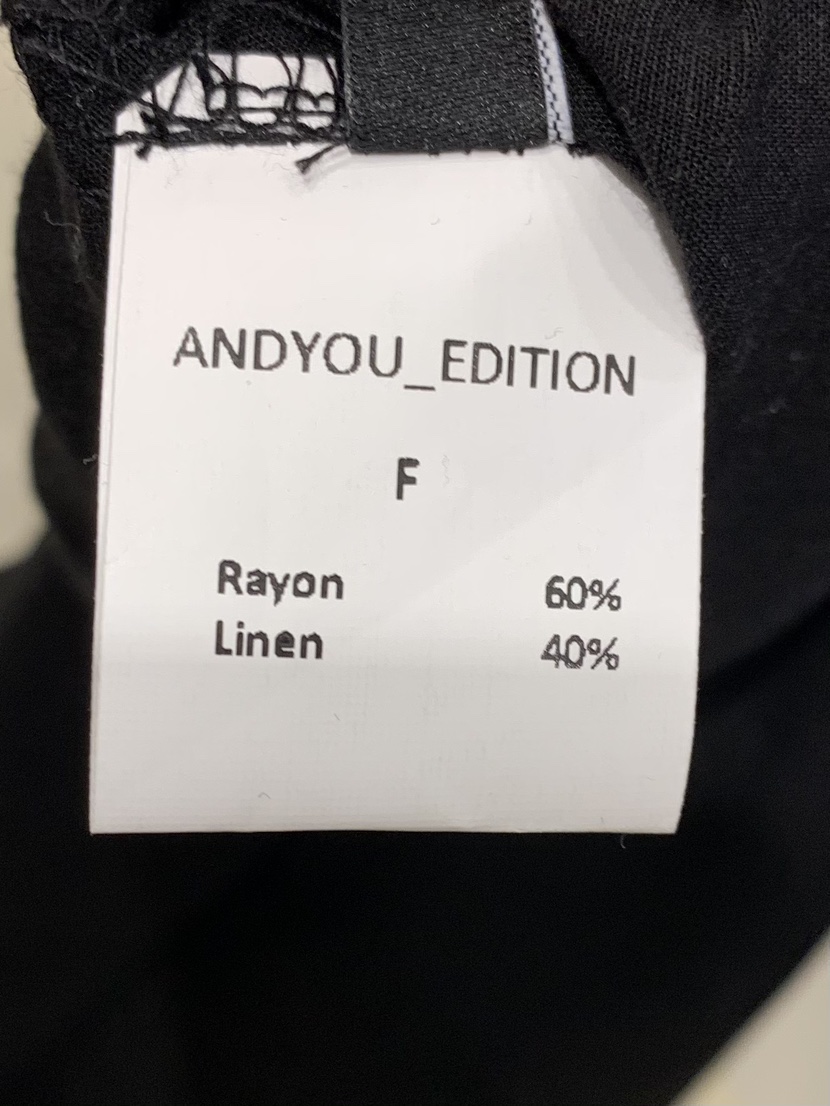 ANDYOU_EDITION
F
Rayon 60%
Linen 40%